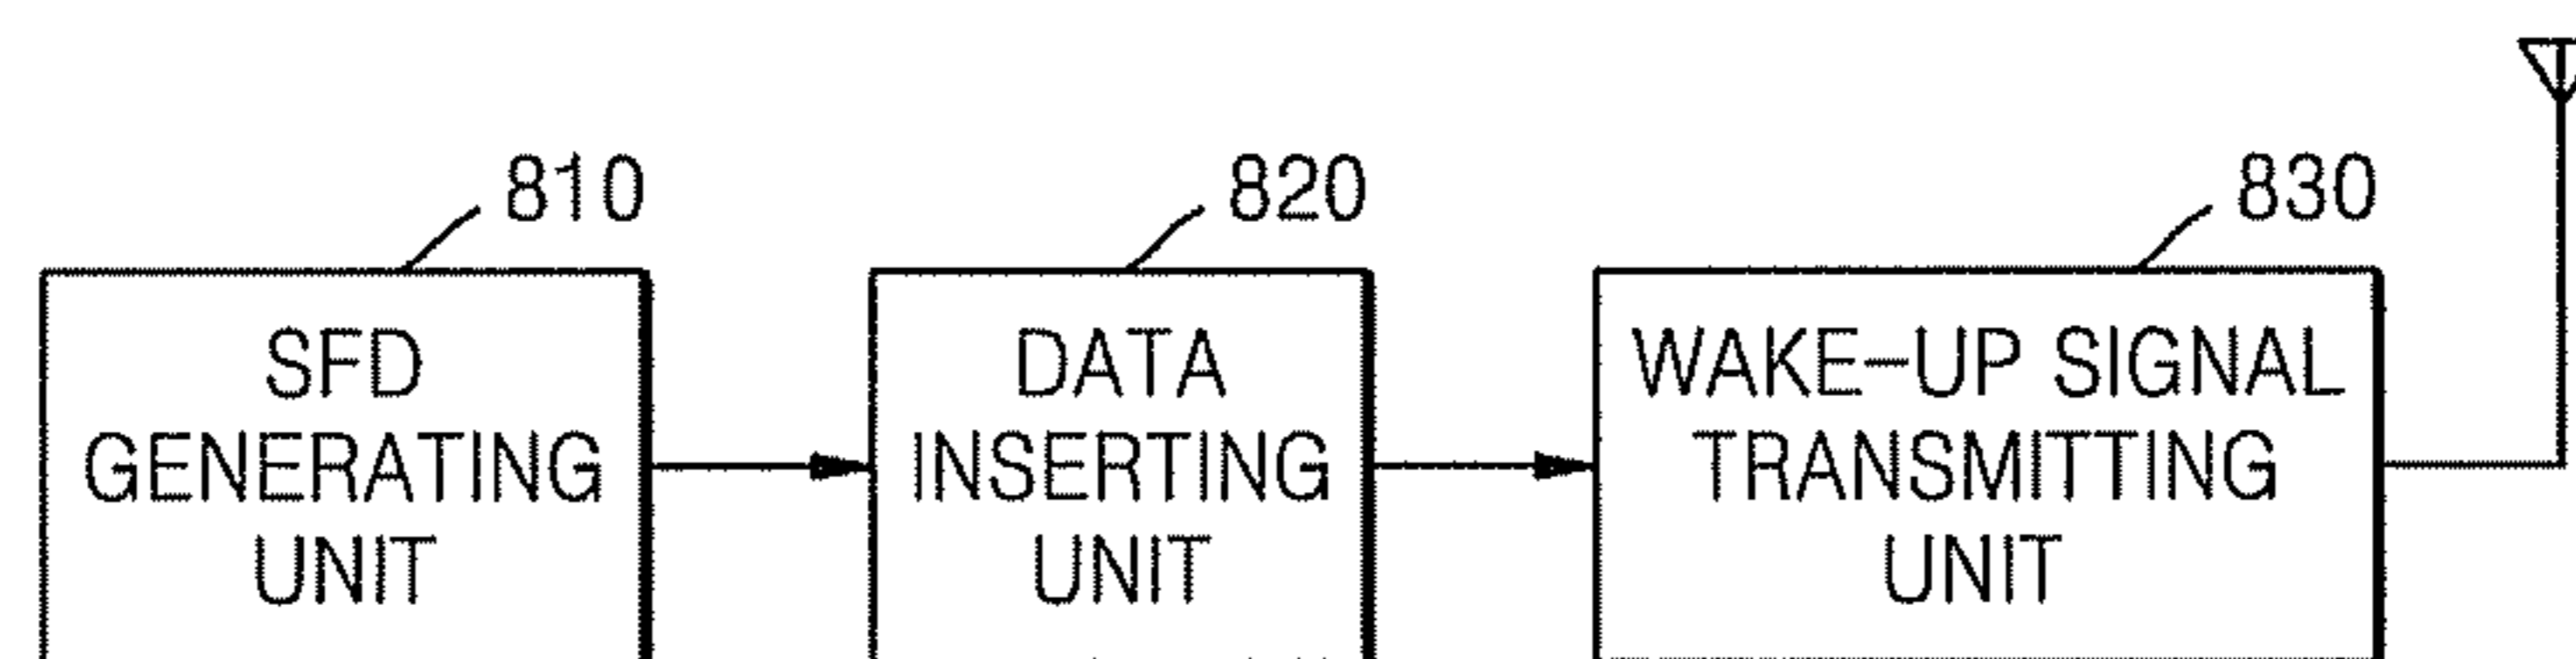 810
820
830
SFD
GENERATING
UNIT
DATA
INSERTING
UNIT
WAKE-UP SIGNAL
TRANSMITTING
UNIT